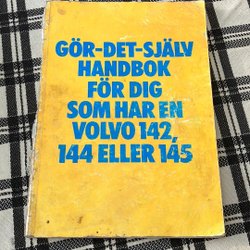 GÖR-DET-SJÄLV
HANDBOK
FÖR DIG
SOM HAR EN
VOLVO 142,
144 ELLER 145